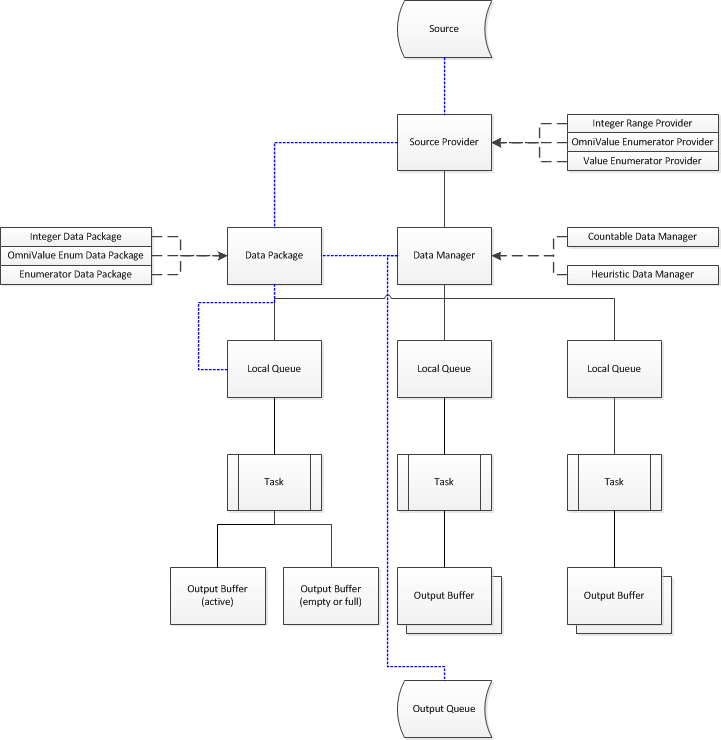 Source
Source Provider
Integer Range Provider
OmniValue Enumerator Provider
Value Enumerator Provider
Integer Data Package
OmniValue Enum Data Package
Enumerator Data Package
Data Package
Data Manager
Countable Data Manager
Heuristic Data Manager
Local Queue
Local Queue
Local Queue
Task
Task
Task
Output Buffer
(active)
Output Buffer
(empty or full)
Output Buffer
Output Buffer
Output Queue